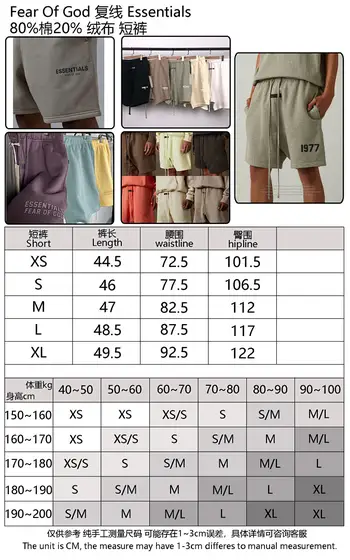 Fear Of God 复线 Essentials
80%棉20% 绒布 短裤
ESSENTIALS
1977
ESSENTIALS
FEAR OF GOD
短裤 裤长 腰围 臀围
Short Length waistline hipline
XS 44.5 72.5 101.5
S 46 77.5 106.5
M 47 82.5 112
L 48.5 87.5 117
XL 49.5 92.5 122
体重kg
身高cm 40~50 50~60 60~70 70~80 80~90 90~100
150~160 XS XS XS/S S S/M M/L
160~170 XS XS S S/M M M/L
170~180 XS/S S S/M M M/L L
180~190 S S/M M M/L L XL
190~200 S/M M M/L L XL XL
仅供参考 纯手工测量尺码 可能存在1~3cm误差，具体详情可咨询客服
The unit is CM, the measure may have 1-3cm differens to manual measurement.